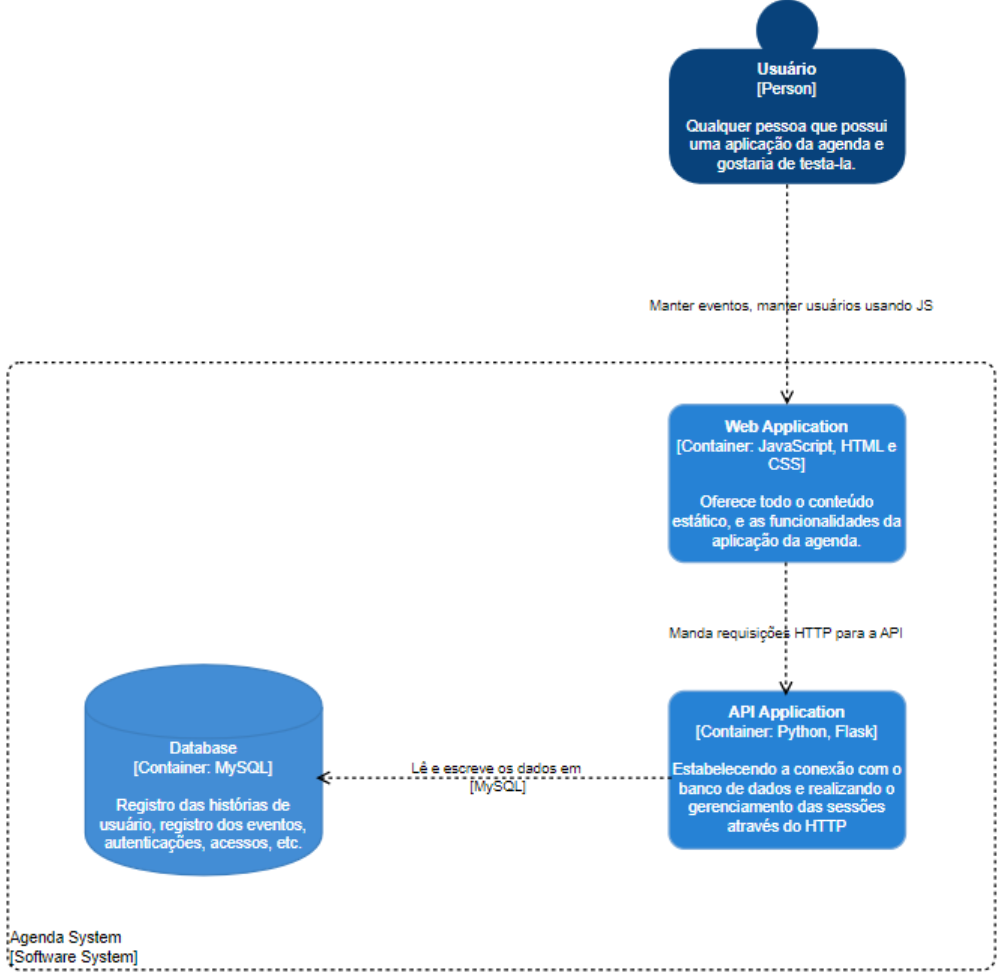 Usuário
[Person]
Qualquer pessoa que possui
uma aplicação da agenda e
gostaria de testa-la.
Manter eventos, manter usuários usando JS
Web Application
[Container: JavaScript, HTML e
CSS]
Oferece todo o conteúdo
estático, e as funcionalidades da
aplicação da agenda.
Manda requisições HTTP para a API
API Application
[Container: Python, Flask]
Estabelecendo a conexão com o
banco de dados e realizando o
gerenciamento das sessões
através do HTTP
Lê e escreve os dados em
[MySQL]
Database
[Container: MySQL]
Registro das histórias de
usuário, registro dos eventos,
autenticações, acessos, etc.
Agenda System
[Software System]